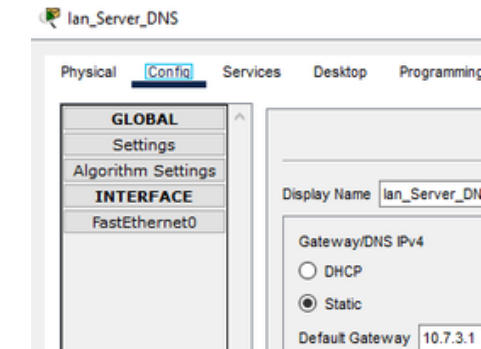 lan_Server_DNS
Physical Config Services Desktop Programming
GLOBAL
Settings
Algorithm Settings
INTERFACE
FastEthernet0
Display Name lan_Server_DN
Gateway/DNS IPv4
DHCP
Static
Default Gateway 10.7.3.1